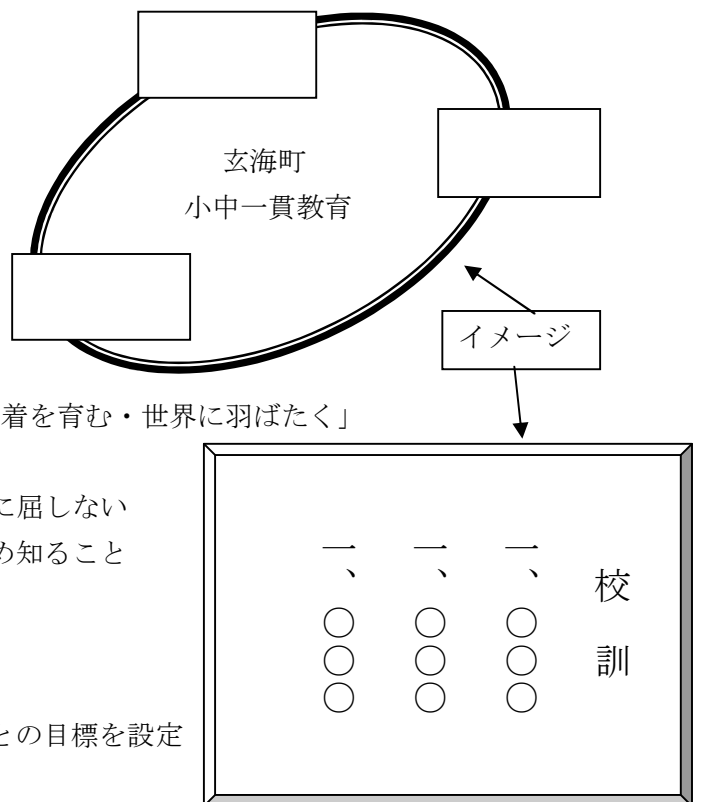 玄海町
小中一貫教育
イメージ
着を育む・世界に羽ばたく」
に屈しない
め知ること
との目標を設定
校訓
一、〇〇〇
一、〇〇〇
一、〇〇〇